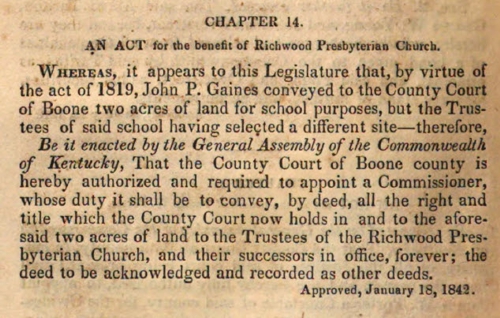 CHAPTER 14.
AN ACT for the benefit of Richwood Presbyterian Church.
WHEREAS, it appears to this Legislature that, by virtue of
the act of 1819, John P. Gaines conveyed to the County Court
of Boone two acres of land for school purposes, but the Trus-
tees of said school having selected a different site—therefore,
Be it enacted by the General Assembly of the Commonwealth
of Kentucky, That the County Court of Boone county is
hereby authorized and required to appoint a Commissioner,
whose duty it shall be to convey, by deed, all the right and
title which the County Court now holds in and to the afore-
said two acres of land to the Trustees of the Richwood Pres-
byterian Church, and their successors in office, forever; the
deed to be acknowledged and recorded as other deeds.
Approved, January 18, 1842.